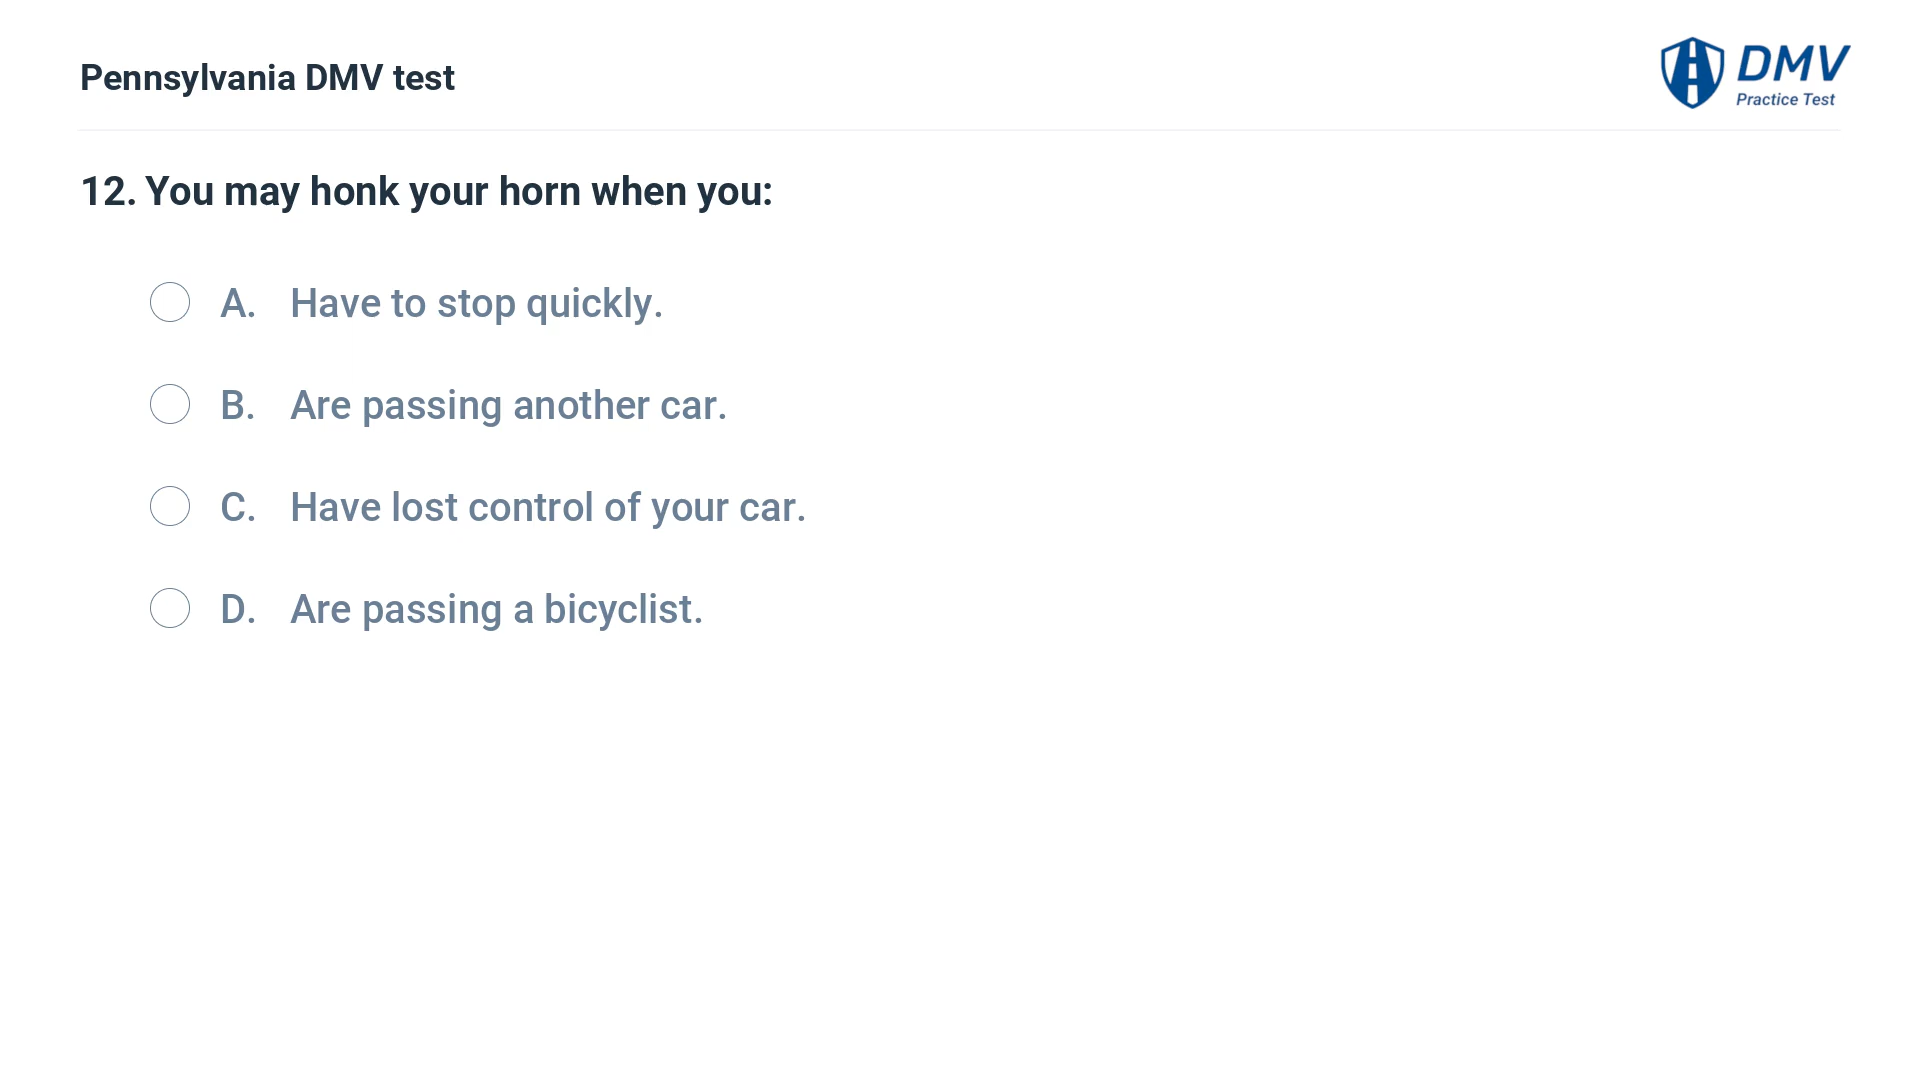 Pennsylvania DMV test
DMV
Practice Test
12. You may honk your horn when you:
A. Have to stop quickly.
B. Are passing another car.
C. Have lost control of your car.
D. Are passing a bicyclist.